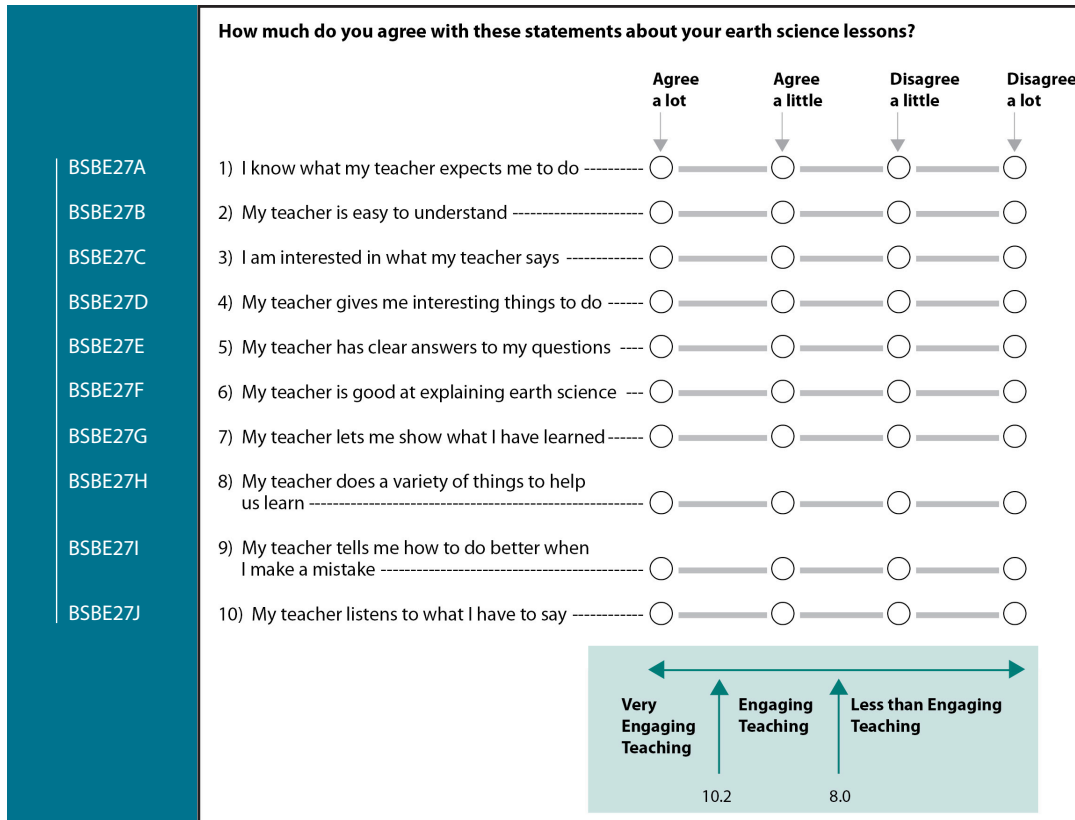 How much do you agree with these statements about your earth science lessons?
Agree a lot
Agree a little
Disagree a little
Disagree a lot
BSBE27A 1) I know what my teacher expects me to do
BSBE27B 2) My teacher is easy to understand
BSBE27C 3) I am interested in what my teacher says
BSBE27D 4) My teacher gives me interesting things to do
BSBE27E 5) My teacher has clear answers to my questions
BSBE27F 6) My teacher is good at explaining earth science
BSBE27G 7) My teacher lets me show what I have learned
BSBE27H 8) My teacher does a variety of things to help
us learn
BSBE27I 9) My teacher tells me how to do better when
I make a mistake
BSBE27J 10) My teacher listens to what I have to say
Very
Engaging
Teaching
Engaging
Teaching
Less than Engaging
Teaching
10.2
8.0